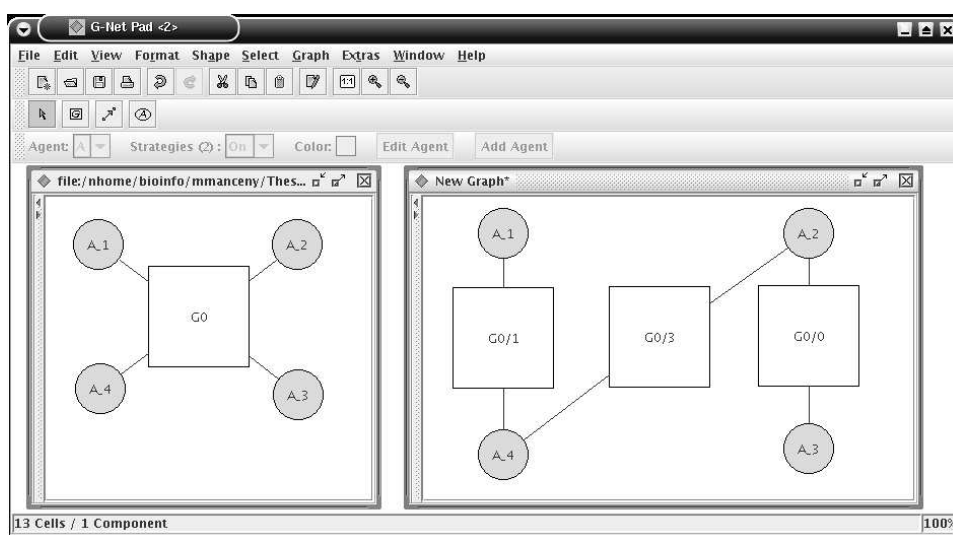 G-Net Pad <2>
File Edit View Format Shape Select Graph Extras Window Help
1:1
G A
Agent: A Strategies (2) : On Color: Edit Agent Add Agent
file:/nhome/bioinfo/mmanceny/Thes...
A_1 A_2
G0
A_4 A_3
New Graph*
A_1 A_2
G0/1 G0/3 G0/0
A_4 A_3
13 Cells / 1 Component 100%